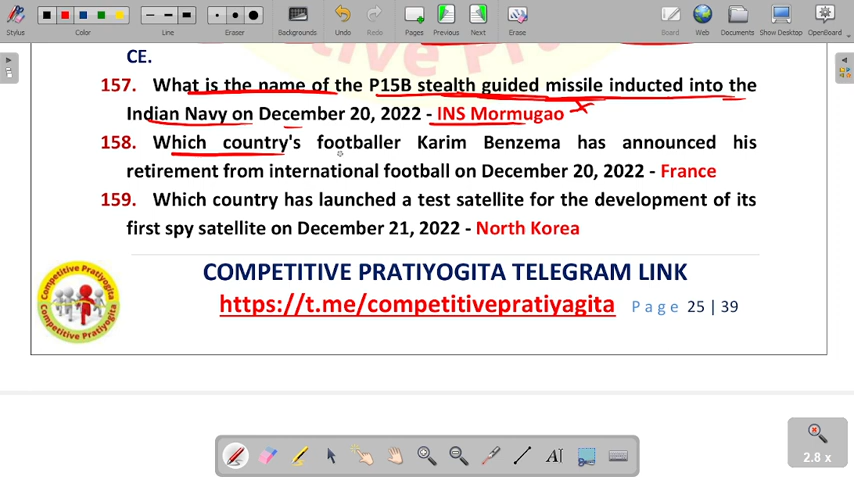 Stylus
Color
Line
Eraser
Backgrounds
Undo
Redo
Pages
Previous
Next
Erase
Board
Web
Documents
Show Desktop
OpenBoard
CE.
157. What is the name of the P15B stealth guided missile inducted into the
Indian Navy on December 20, 2022 - INS Mormugao
158. Which country's footballer Karim Benzema has announced his
retirement from international football on December 20, 2022 - France
159. Which country has launched a test satellite for the development of its
first spy satellite on December 21, 2022 - North Korea
Competitive Pratiyogita
Competitive Pratiyogita
COMPETITIVE PRATIYOGITA TELEGRAM LINK
https://t.me/competitivepratiyagita
Page 25 | 39
2.8 x